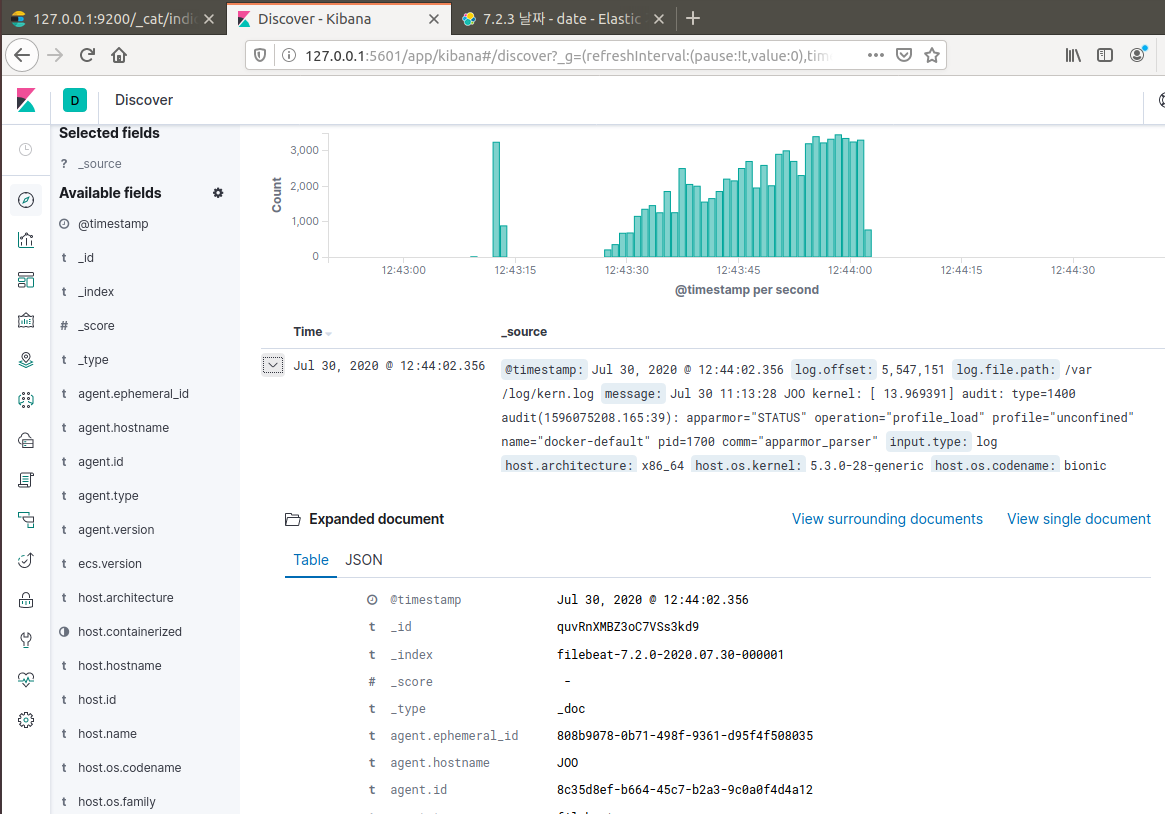 127.0.0.1:9200/_cat/indi
Discover - Kibana
7.2.3 날짜 - date - Elastic
127.0.0.1:5601/app/kibana#/discover?_g=(refreshInterval:(pause:!t,value:0),tim
D
Discover
Selected fields
? _source
Available fields
@timestamp
t _id
t _index
# _score
t _type
t agent.ephemeral_id
t agent.hostname
t agent.id
t agent.type
t agent.version
t ecs.version
t host.architecture
host.containerized
t host.hostname
t host.id
t host.name
t host.os.codename
t host.os.family
Count
3,000
2,000
1,000
0
12:43:00 12:43:15 12:43:30 12:43:45 12:44:00 12:44:15 12:44:30
@timestamp per second
Time _source
Jul 30, 2020 @ 12:44:02.356
@timestamp: Jul 30, 2020 @ 12:44:02.356 log.offset: 5,547,151 log.file.path: /var
/log/kern.log message: Jul 30 11:13:28 JOO kernel: [ 13.969391] audit: type=1400
audit(1596075208.165:39): apparmor="STATUS" operation="profile_load" profile="unconfined"
name="docker-default" pid=1700 comm="apparmor_parser" input.type: log
host.architecture: x86_64 host.os.kernel: 5.3.0-28-generic host.os.codename: bionic
Expanded document View surrounding documents View single document
Table JSON
@timestamp Jul 30, 2020 @ 12:44:02.356
t _id quvRnXMBZ3oC7VSs3kd9
t _index filebeat-7.2.0-2020.07.30-000001
# _score -
t _type _doc
t agent.ephemeral_id 808b9078-0b71-498f-9361-d95f4f508035
t agent.hostname JOO
t agent.id 8c35d8ef-b664-45c7-b2a3-9c0a0f4d4a12